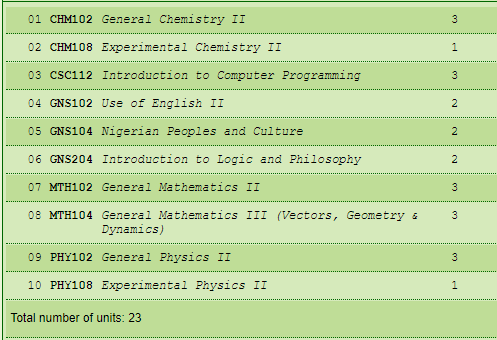 01 CHM102 General Chemistry II 3
02 CHM108 Experimental Chemistry II 1
03 CSC112 Introduction to Computer Programming 3
04 GNS102 Use of English II 2
05 GNS104 Nigerian Peoples and Culture 2
06 GNS204 Introduction to Logic and Philosophy 2
07 MTH102 General Mathematics II 3
08 MTH104 General Mathematics III (Vectors, Geometry & 3
Dynamics)
09 PHY102 General Physics II 3
10 PHY108 Experimental Physics II 1
Total number of units: 23